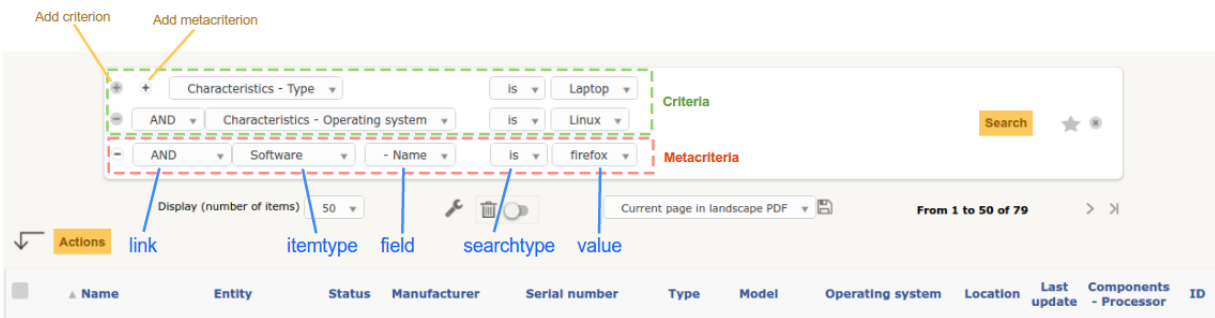 Add criterion Add metacriterion
Characteristics - Type is Laptop
Criteria
AND Characteristics - Operating system is Linux
Search
AND Software - Name is firefox
Metacriteria
Display (number of items) 50 Current page in landscape PDF From 1 to 50 of 79
Actions link itemtype field searchtype value
Name Entity Status Manufacturer Serial number Type Model Operating system Location Last update Components - Processor ID